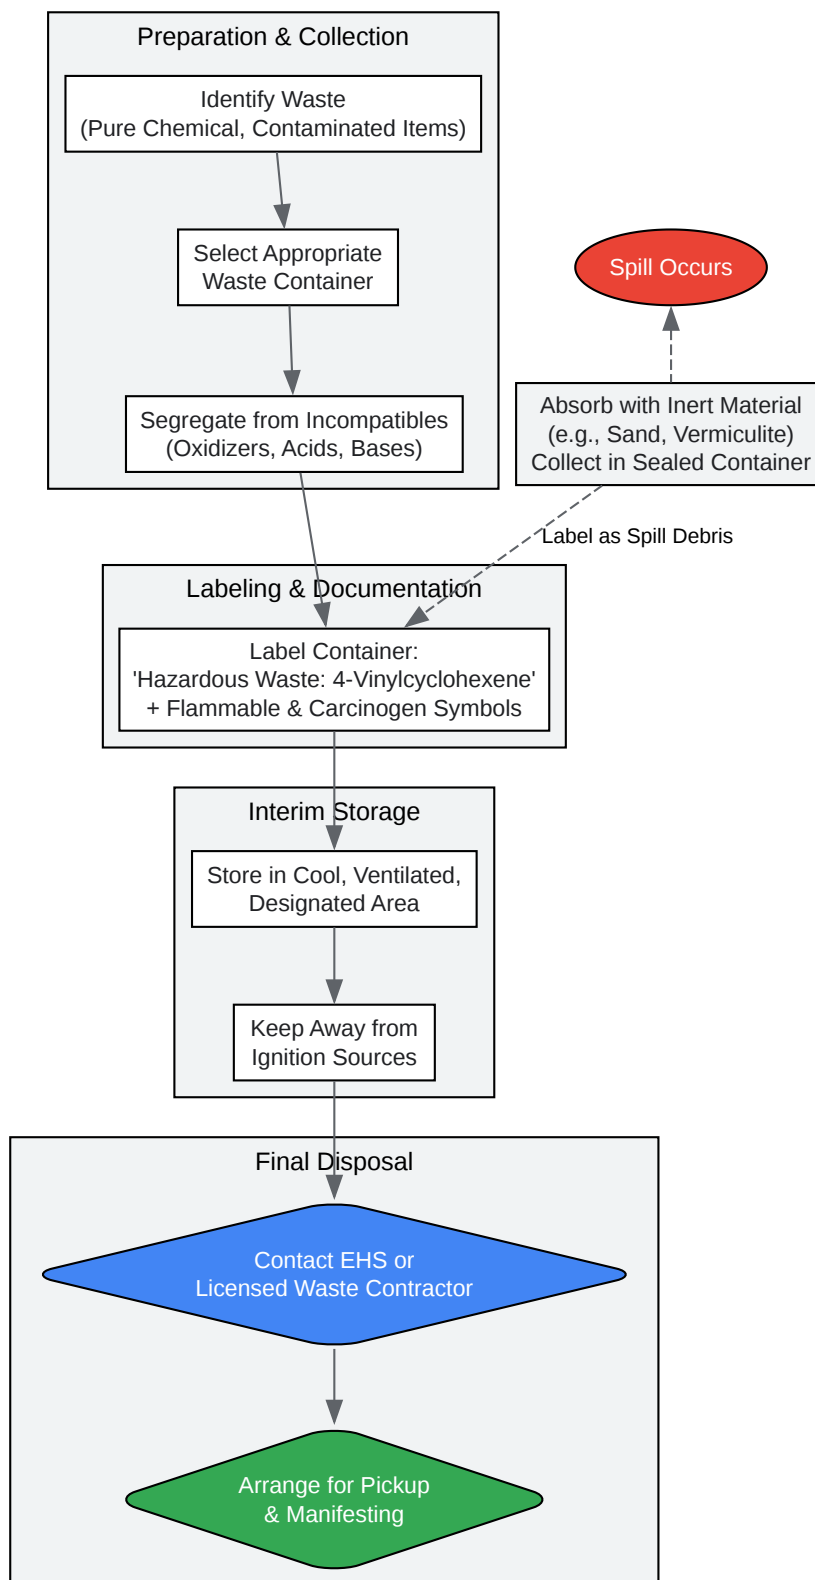 Preparation & Collection
Identify Waste
(Pure Chemical, Contaminated Items)
Select Appropriate
Waste Container
Spill Occurs
Segregate from Incompatibles
(Oxidizers, Acids, Bases)
Absorb with Inert Material
(e.g., Sand, Vermiculite)
Collect in Sealed Container
Label as Spill Debris
Labeling & Documentation
Label Container:
'Hazardous Waste: 4-Vinylcyclohexene'
+ Flammable & Carcinogen Symbols
Interim Storage
Store in Cool, Ventilated,
Designated Area
Keep Away from
Ignition Sources
Final Disposal
Contact EHS or
Licensed Waste Contractor
Arrange for Pickup
& Manifesting